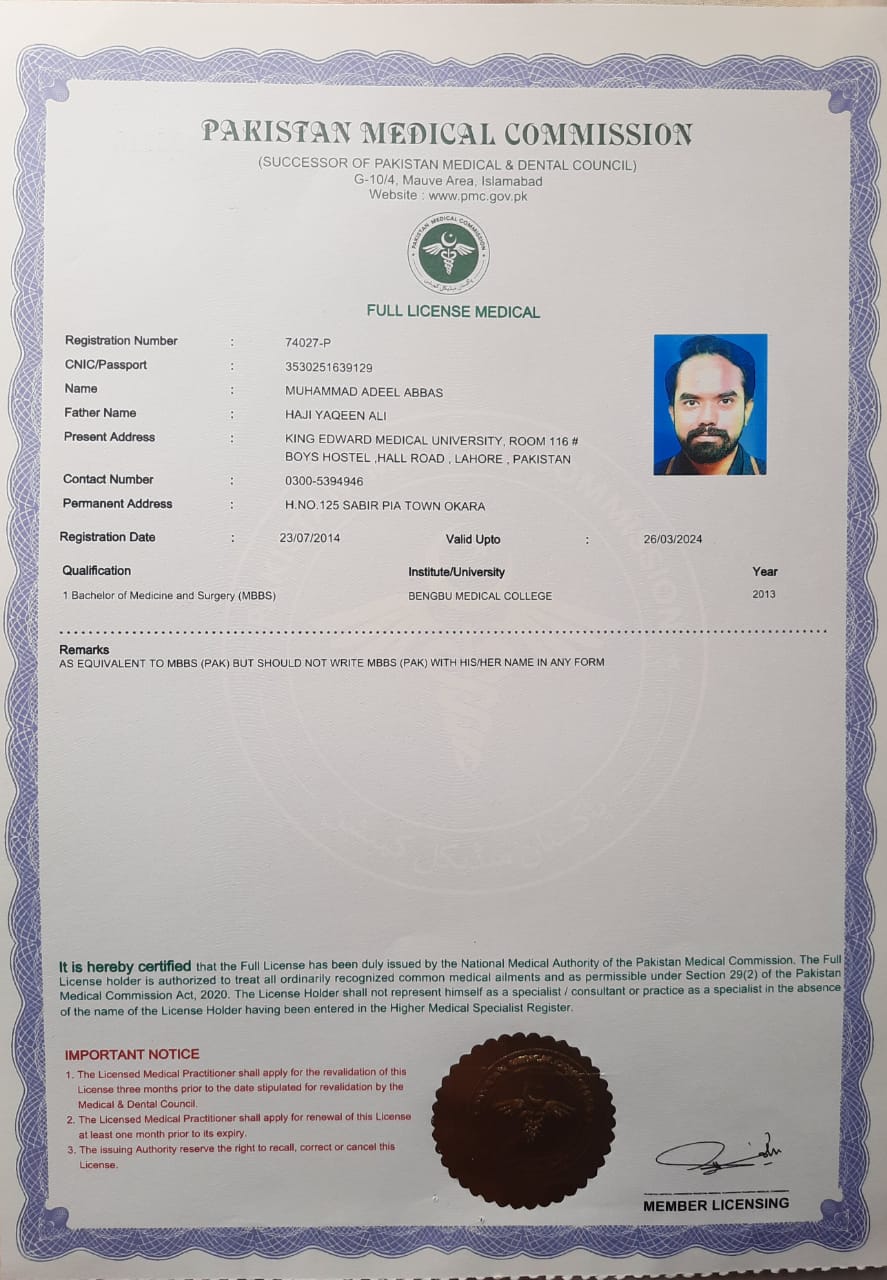 PAKISTAN MEDICAL COMMISSION
(SUCCESSOR OF PAKISTAN MEDICAL & DENTAL COUNCIL)
G-10/4, Mauve Area, Islamabad
Website : www.pmc.gov.pk
PAKISTAN MEDICAL COMMISSION
پاکستان میڈیکل کمیشن
FULL LICENSE MEDICAL
Registration Number : 74027-P
CNIC/Passport : 3530251639129
Name : MUHAMMAD ADEEL ABBAS
Father Name : HAJI YAQEEN ALI
Present Address : KING EDWARD MEDICAL UNIVERSITY, ROOM 116 #
BOYS HOSTEL ,HALL ROAD , LAHORE , PAKISTAN
Contact Number : 0300-5394946
Permanent Address : H.NO.125 SABIR PIA TOWN OKARA
Registration Date : 23/07/2014 Valid Upto : 26/03/2024
Qualification Institute/University Year
1 Bachelor of Medicine and Surgery (MBBS) BENGBU MEDICAL COLLEGE 2013
Remarks
AS EQUIVALENT TO MBBS (PAK) BUT SHOULD NOT WRITE MBBS (PAK) WITH HIS/HER NAME IN ANY FORM
پاکستان میڈیکل کمیشن
It is hereby certified that the Full License has been duly issued by the National Medical Authority of the Pakistan Medical Commission. The Full
License holder is authorized to treat all ordinarily recognized common medical ailments and as permissible under Section 29(2) of the Pakistan
Medical Commission Act, 2020. The License Holder shall not represent himself as a specialist / consultant or practice as a specialist in the absence
of the name of the License Holder having been entered in the Higher Medical Specialist Register.
IMPORTANT NOTICE
1. The Licensed Medical Practitioner shall apply for the revalidation of this
License three months prior to the date stipulated for revalidation by the
Medical & Dental Council.
2. The Licensed Medical Practitioner shall apply for renewal of this License
at least one month prior to its expiry.
3. The issuing Authority reserve the right to recall, correct or cancel this
License.
MEMBER LICENSING